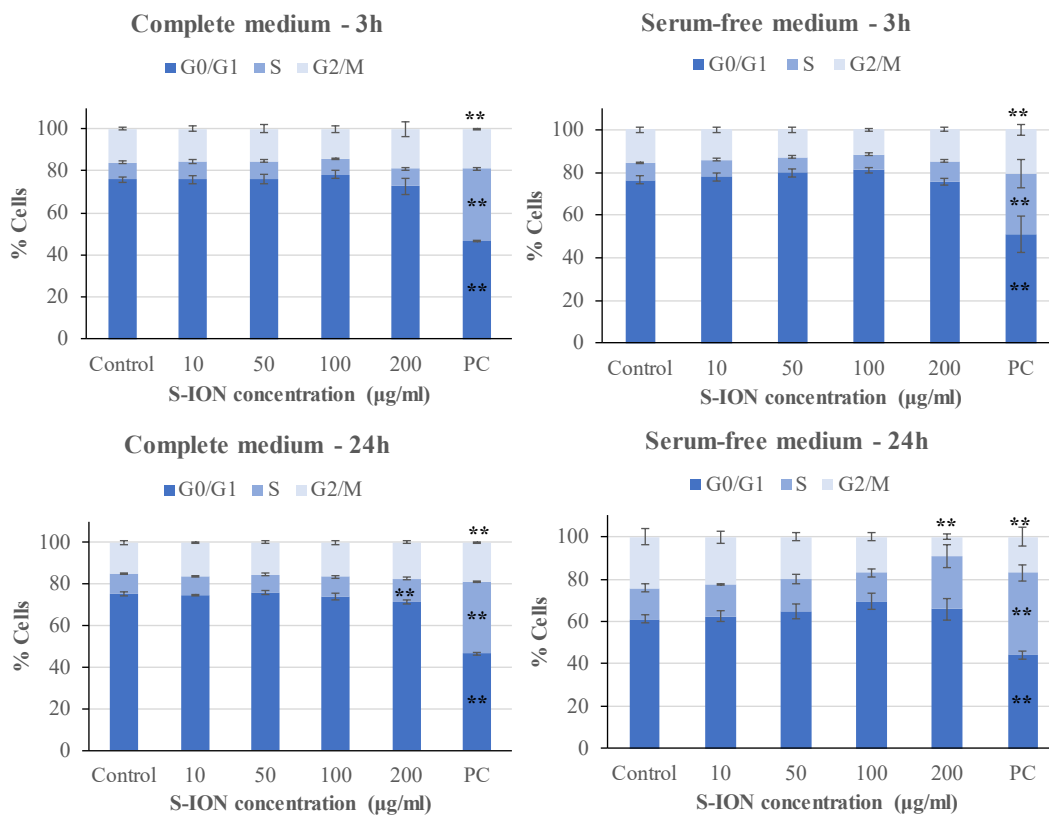 Complete medium - 3h
G0/G1 S G2/M
**
100
80
60
**
40
**
20
0
% Cells
Control 10 50 100 200 PC
S-ION concentration (µg/ml)
Serum-free medium - 3h
G0/G1 S G2/M
**
100
80
**
60
40
**
20
0
% Cells
Control 10 50 100 200 PC
S-ION concentration (µg/ml)
Complete medium - 24h
G0/G1 S G2/M
**
100
80
**
60
**
40
**
20
0
% Cells
Control 10 50 100 200 PC
S-ION concentration (µg/ml)
Serum-free medium - 24h
G0/G1 S G2/M
** **
100
80
**
60
40
**
20
0
% Cells
Control 10 50 100 200 PC
S-ION concentration (µg/ml)